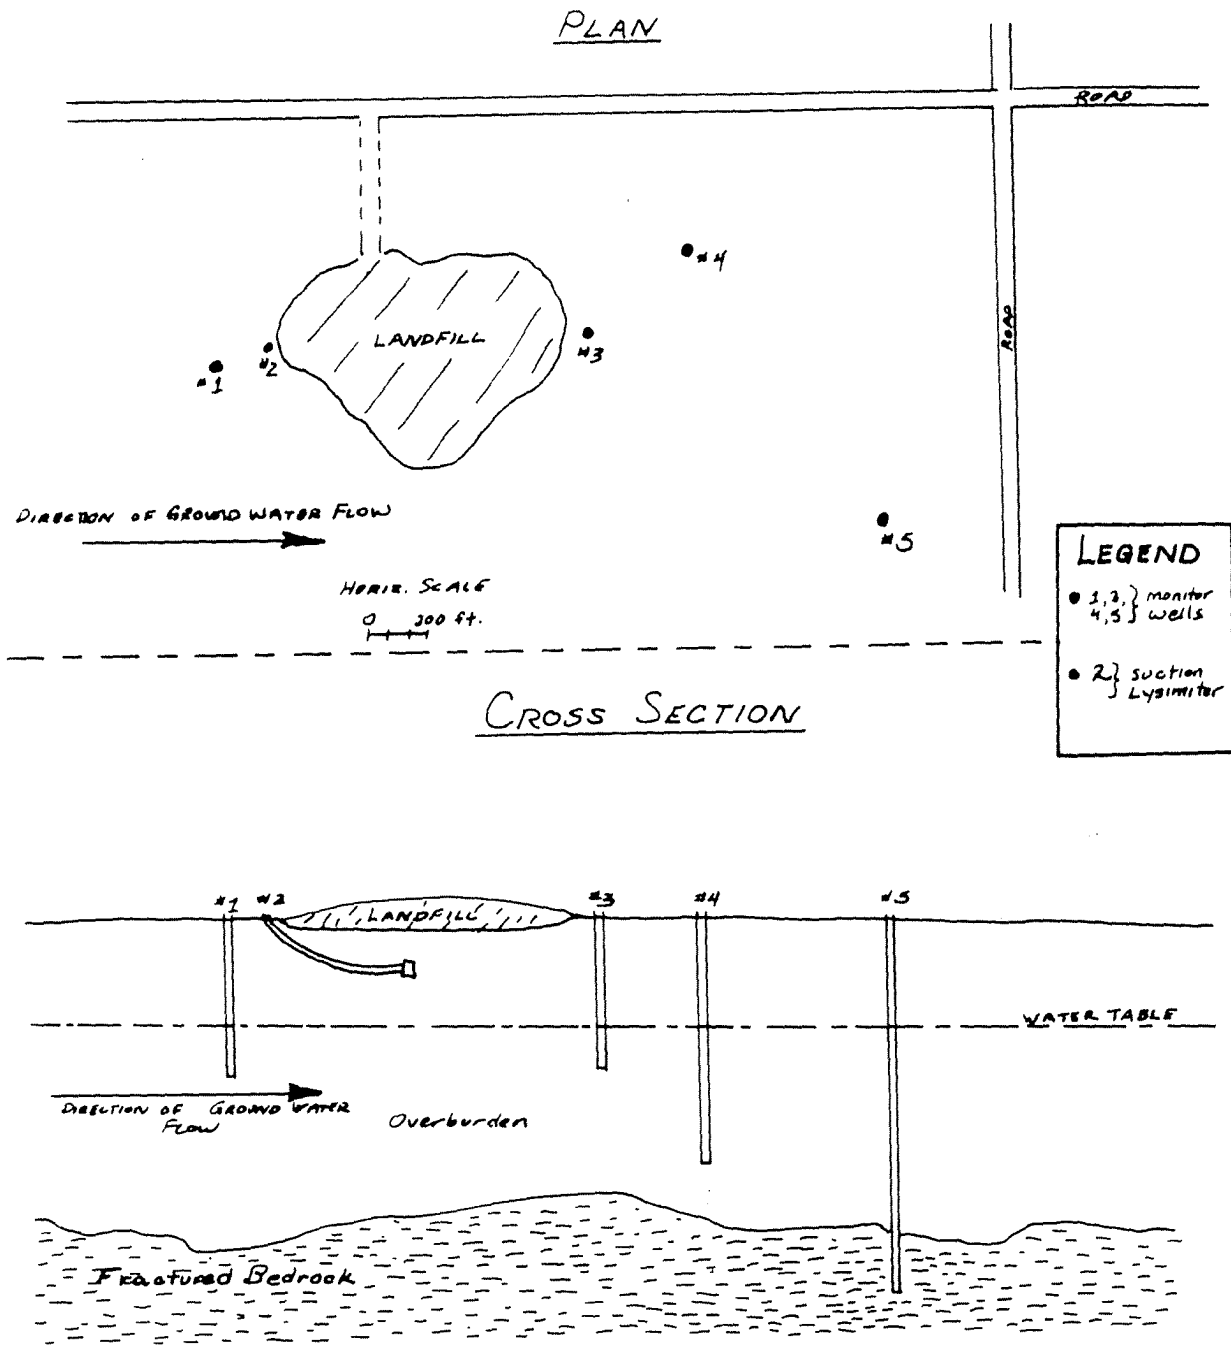 PLAN
ROAD
#4
ROAD
LANDFILL
#3
#2
#1
DIRECTION OF GROUND WATER FLOW
#5
HORIZ. SCALE
0 300 ft.
LEGEND
1,3,} monitor
4,5 } wells
2} suction
Lysimiter
CROSS SECTION
#1 #2 LANDFILL #3 #4 #5
WATER TABLE
DIRECTION OF GROUND WATER
FLOW
Overburden
Fractured Bedrock